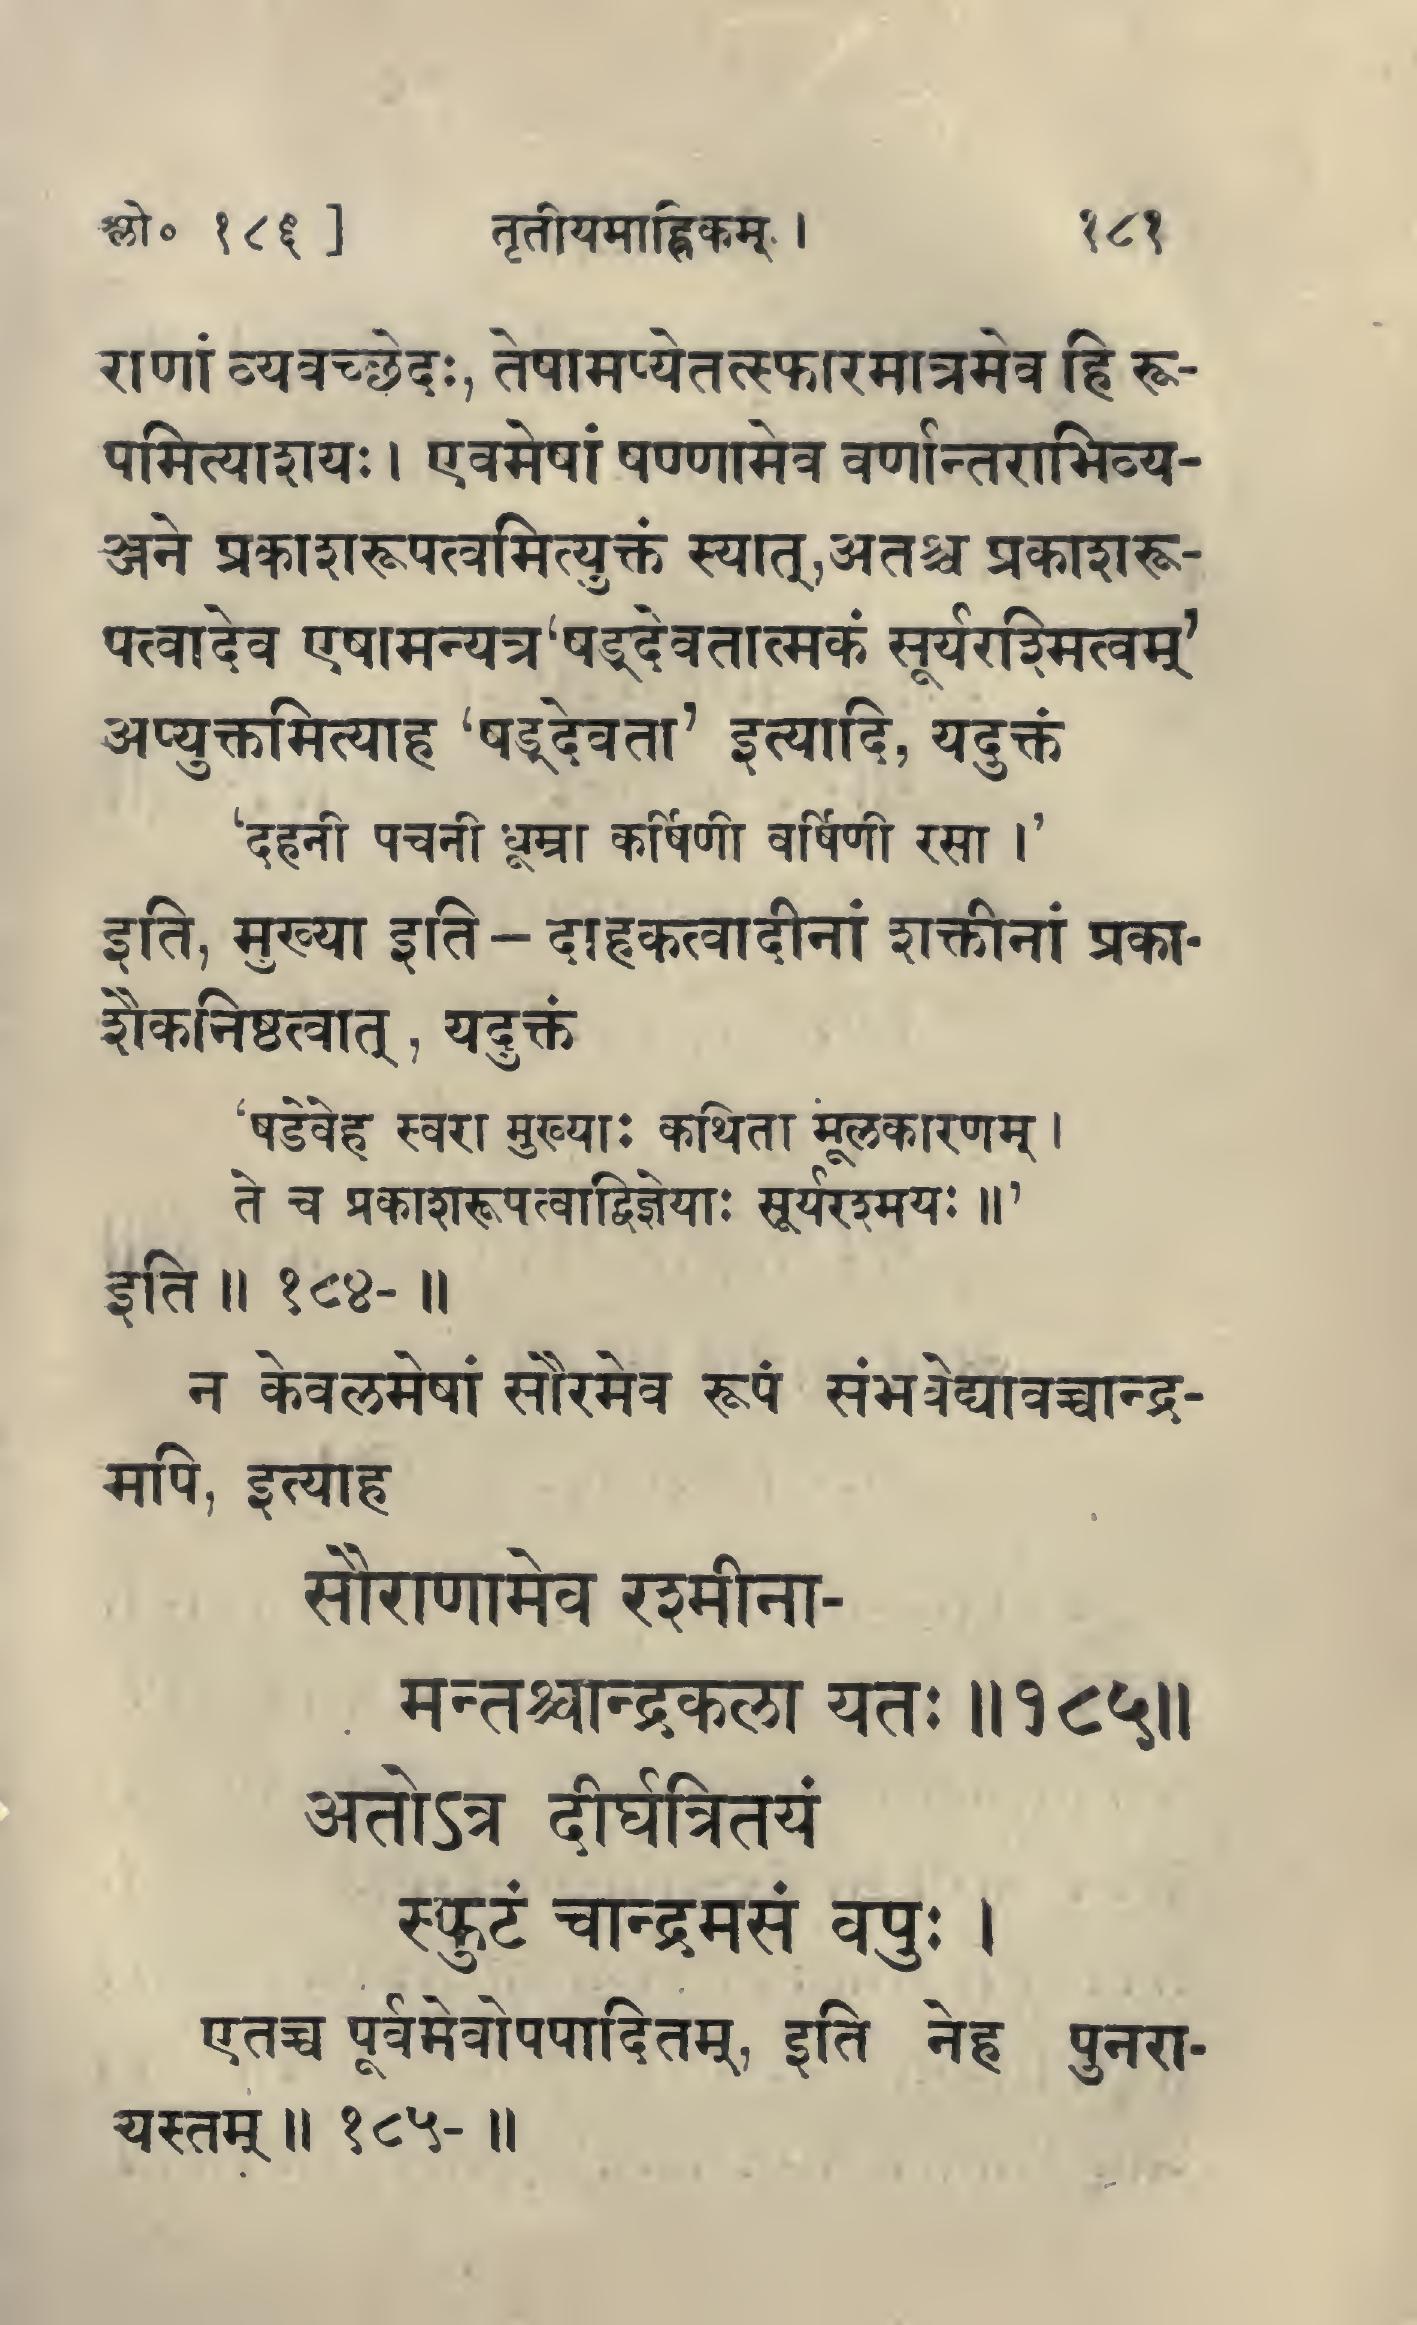 श्लो० १८६ ] तृतीयमाह्निकम् । १८१
राणां व्यवच्छेदः, तेषामप्येतत्स्फारमात्रमेव हि रू-
पमित्याशयः । एवमेषां षण्णामेव वर्णान्तराभिव्य-
ञ्जने प्रकाशरूपत्वमित्युक्तं स्यात्, अतश्च प्रकाशरू-
पत्वादेव एषामन्यत्र ‘षड्देवतात्मकं सूर्यरश्मित्वम्’
अप्युक्तमित्याह ‘षड्देवता’ इत्यादि, यदुक्तं
‘दहनी पचनी धूम्रा कर्षिणी वर्षिणी रसा ।’
इति, मुख्या इति – दाहकत्वादीनां शक्तीनां प्रका-
शैकनिष्ठत्वात् , यदुक्तं
‘षडेवेह स्वरा मुख्याः कथिता मूलकारणम् ।
ते च प्रकाशरूपत्वाद्विज्ञेयाः सूर्यरश्मयः ॥’
इति ॥ १८४- ॥
न केवलमेषां सौरमेव रूपं संभवेद्यावच्चान्द्र-
मपि, इत्याह
सौराणामेव रश्मीना-
मन्तश्चान्द्रकला यतः ॥१८५॥
अतोऽत्र दीर्घत्रितयं
स्फुटं चान्द्रमसं वपुः ।
एतच्च पूर्वमेवोपपादितम्, इति नेह पुनरा-
यस्तम् ॥ १८५- ॥